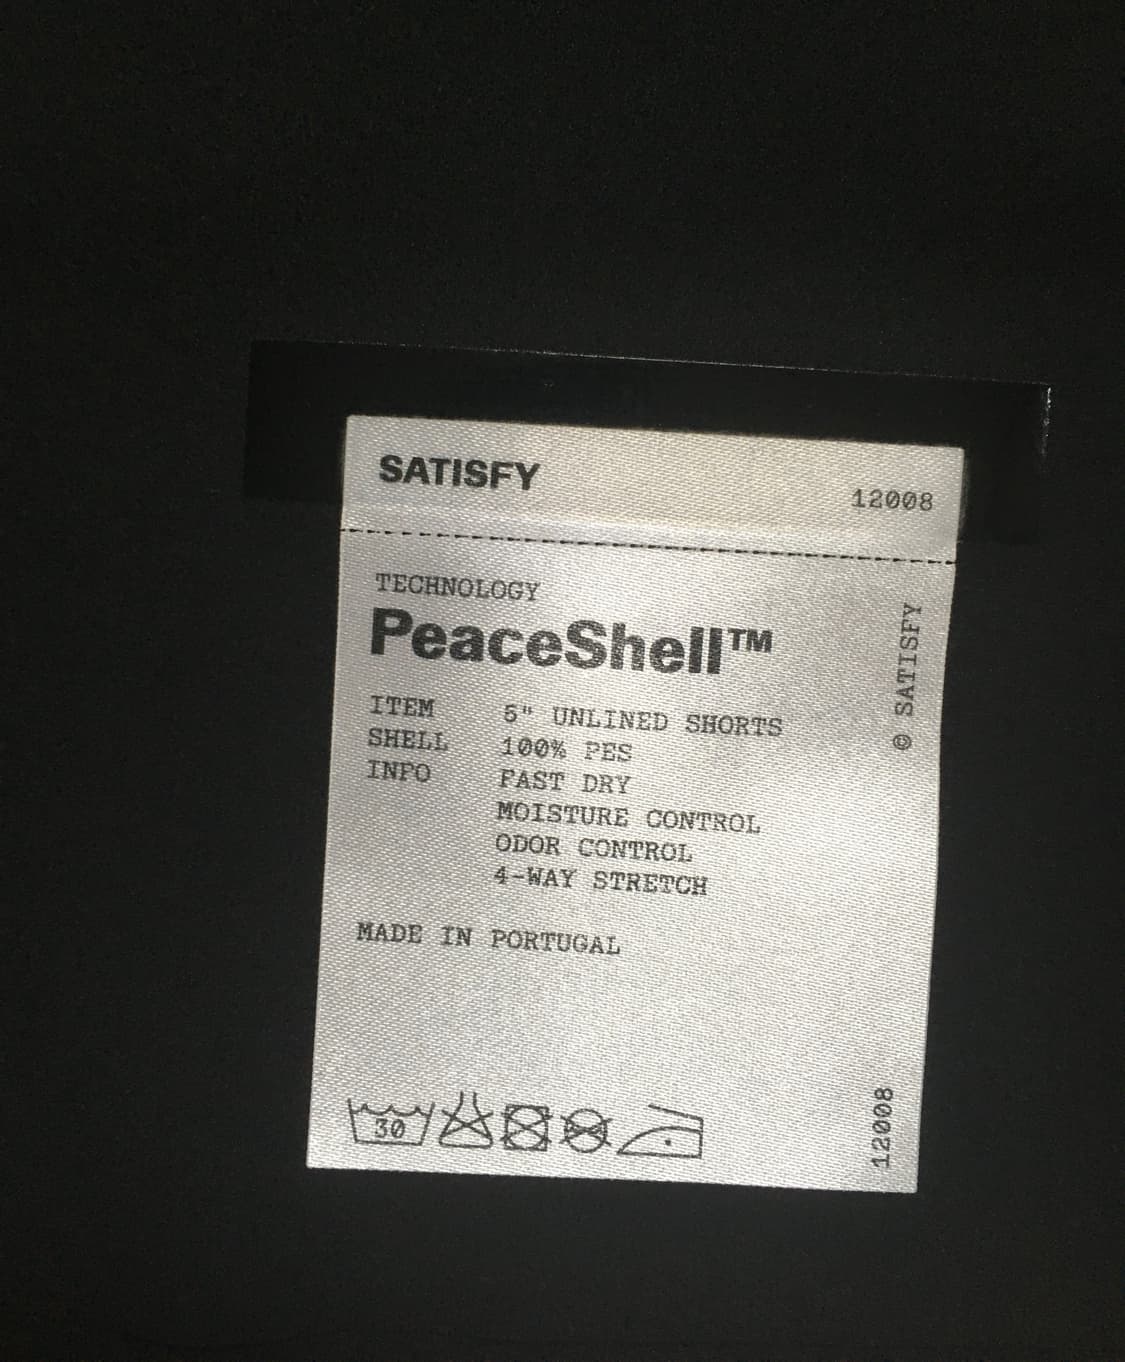 SATISFY
12008
TECHNOLOGY
PeaceShell™
ITEM 5" UNLINED SHORTS
SHELL 100% PES
INFO FAST DRY
MOISTURE CONTROL
ODOR CONTROL
4-WAY STRETCH
MADE IN PORTUGAL
30
© SATISFY
12008